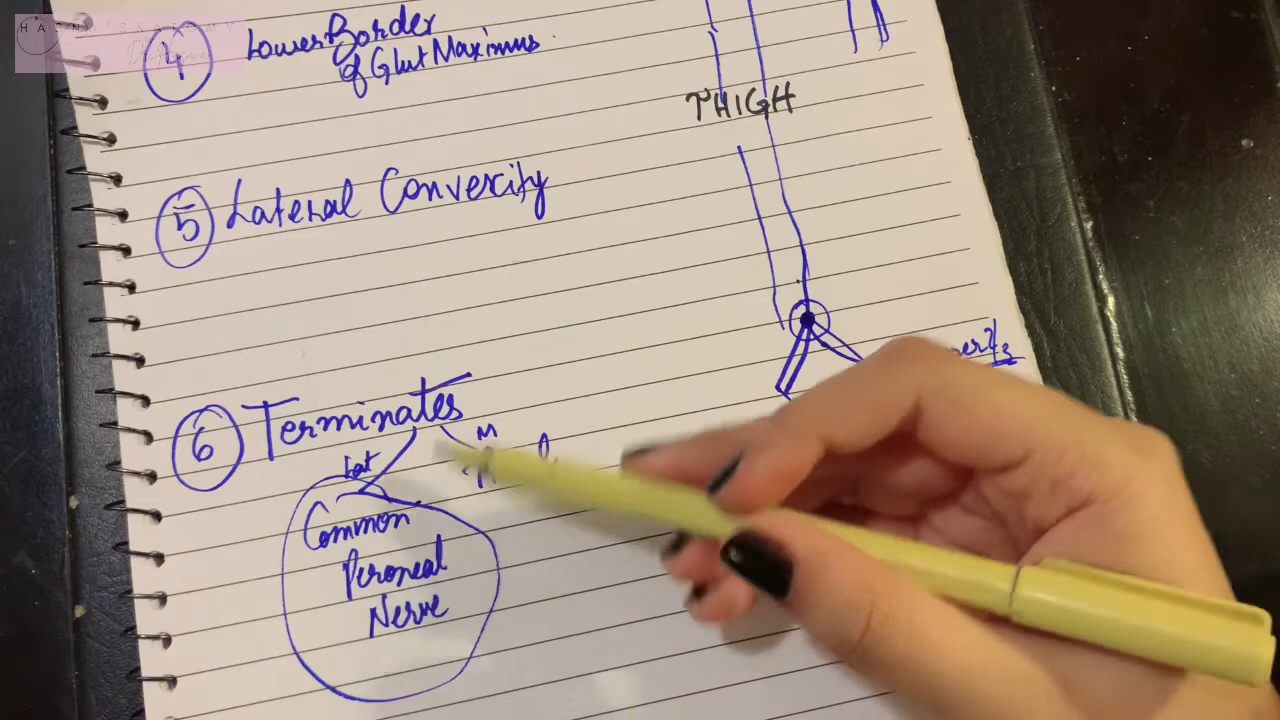 4 Lower Border
of Glut Maximus
5 Lateral Convexity
THIGH
6 Terminates
Lat
M
Common
Peroneal
Nerve